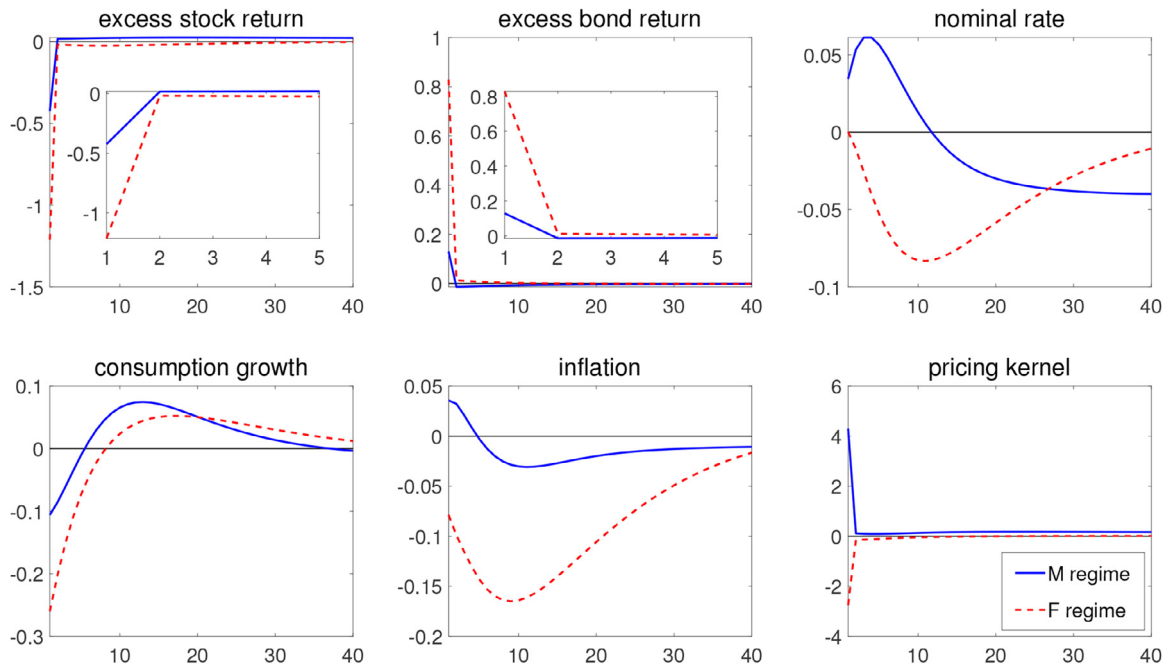 excess stock return
excess bond return
nominal rate
0
-0.5
-1
-1.5
0
-0.5
-1
1 2 3 4 5
10 20 30 40
1
0.8
0.6
0.4
0.2
0
0.8
0.6
0.4
0.2
0
1 2 3 4 5
10 20 30 40
0.05
0
-0.05
-0.1
10 20 30 40
consumption growth
inflation
pricing kernel
0.1
0
-0.1
-0.2
-0.3
10 20 30 40
0.05
0
-0.05
-0.1
-0.15
-0.2
10 20 30 40
6
4
2
0
-2
-4
M regime
F regime
10 20 30 40